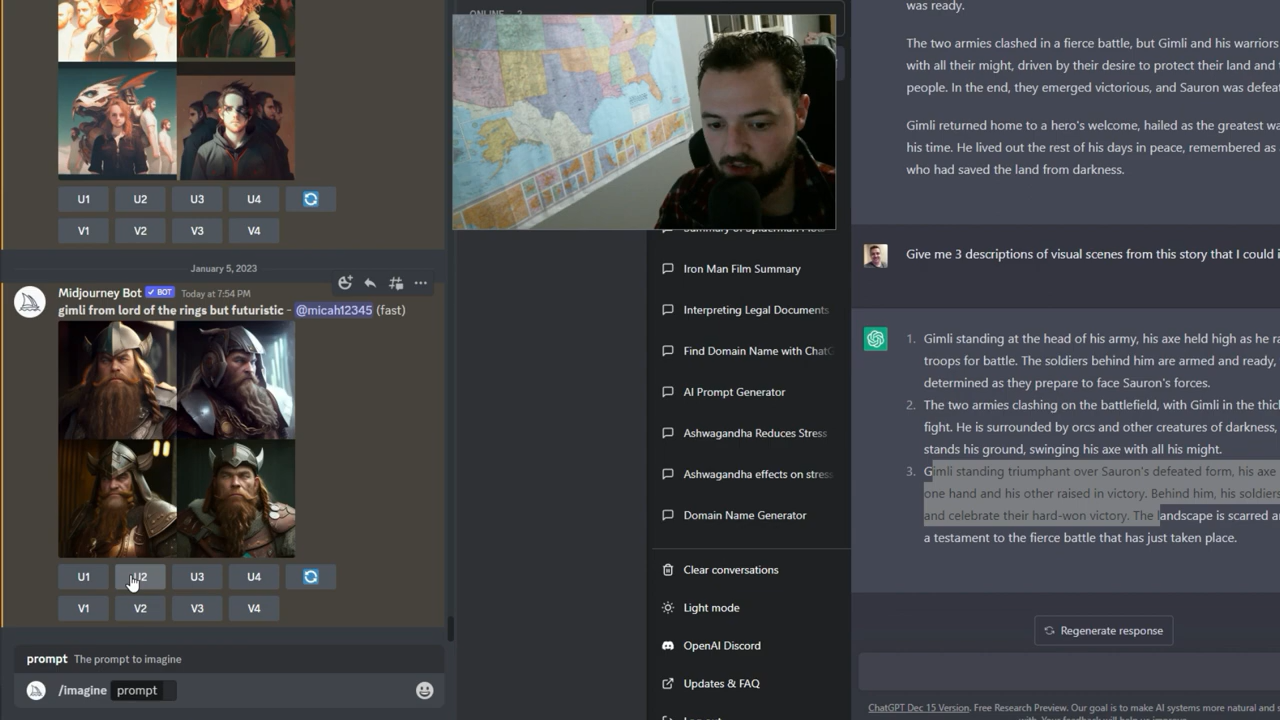 U1 U2 U3 U4
V1 V2 V3 V4
January 5, 2023
Midjourney Bot ✓ BOT Today at 7:54 PM
gimli from lord of the rings but futuristic - @micah12345 (fast)
U1 U2 U3 U4
V1 V2 V3 V4
prompt The prompt to imagine
/imagine prompt
ONLINE
Iron Man Film Summary
Interpreting Legal Documents
Find Domain Name with Chat
AI Prompt Generator
Ashwagandha Reduces Stress
Ashwagandha effects on stress
Domain Name Generator
Clear conversations
Light mode
OpenAI Discord
Updates & FAQ
was ready.
The two armies clashed in a fierce battle, but Gimli and his warriors
with all their might, driven by their desire to protect their land and
people. In the end, they emerged victorious, and Sauron was
Gimli returned home to a hero's welcome, hailed as the greatest
his time. He lived out the rest of his days in peace, remembered as
who had saved the land from darkness.
Give me 3 descriptions of visual scenes from this story that I could
1. Gimli standing at the head of his army, his axe held high as he
troops for battle. The soldiers behind him are armed and ready,
determined as they prepare to face Sauron's forces.
2. The two armies clashing on the battlefield, with Gimli in the
fight. He is surrounded by orcs and other creatures of darkness,
stands his ground, swinging his axe with all his might.
3. Gimli standing triumphant over Sauron's defeated form, his axe
one hand and his other raised in victory. Behind him, his soldiers
and celebrate their hard-won victory. The landscape is scarred
a testament to the fierce battle that has just taken place.
Regenerate response
ChatGPT Dec 15 Version. Free Research Preview. Our goal is to make AI systems more natural and